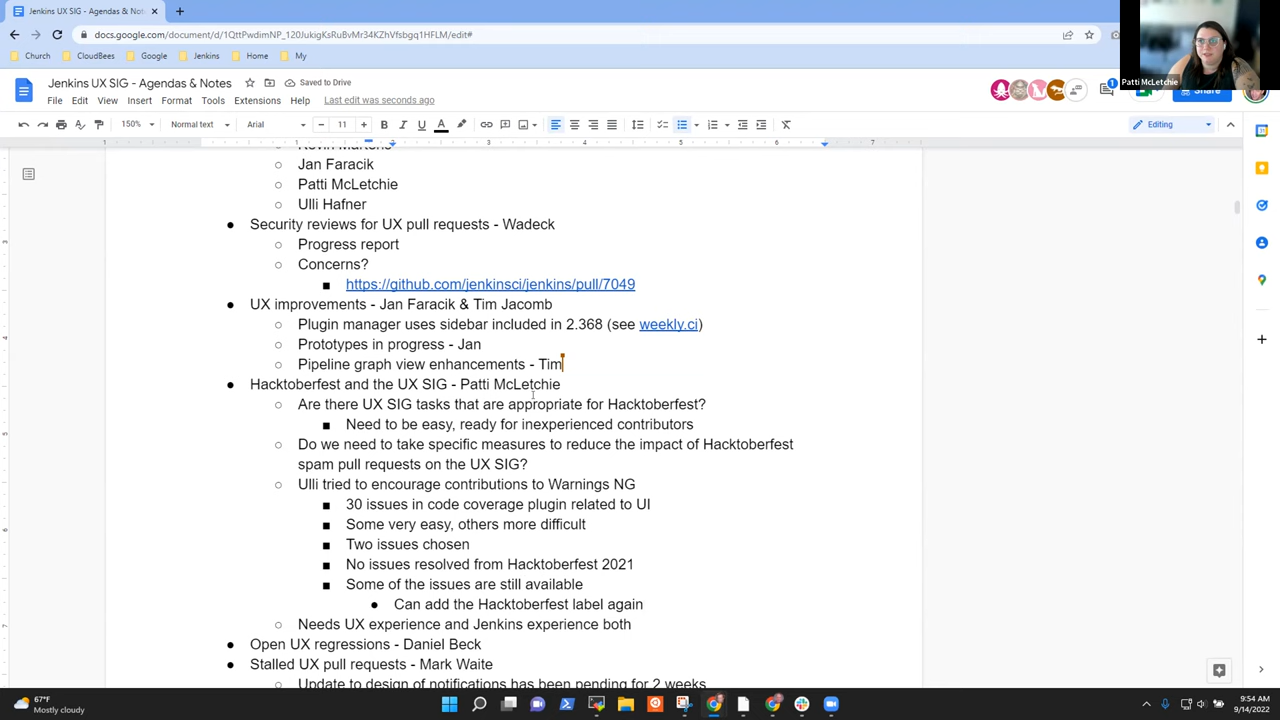 Jenkins UX SIG - Agendas & Notes
docs.google.com/document/d/1QttPwdimNP_120JukigKsRuBvMr34KZhVfsbgq1HFLM/edit#
Church
CloudBees
Google
Jenkins
Home
My
Patti McLetchie
Jenkins UX SIG - Agendas & Notes
Saved to Drive
File Edit View Insert Format Tools Extensions Help Last edit was seconds ago
1
Share
150% Normal text Arial 11 Editing
1 2 3 4 5 6 7
Jan Faracik
Patti McLetchie
Ulli Hafner
Security reviews for UX pull requests - Wadeck
Progress report
Concerns?
https://github.com/jenkinsci/jenkins/pull/7049
UX improvements - Jan Faracik & Tim Jacomb
Plugin manager uses sidebar included in 2.368 (see weekly.ci)
Prototypes in progress - Jan
Pipeline graph view enhancements - Tim
Hacktoberfest and the UX SIG - Patti McLetchie
Are there UX SIG tasks that are appropriate for Hacktoberfest?
Need to be easy, ready for inexperienced contributors
Do we need to take specific measures to reduce the impact of Hacktoberfest
spam pull requests on the UX SIG?
Ulli tried to encourage contributions to Warnings NG
30 issues in code coverage plugin related to UI
Some very easy, others more difficult
Two issues chosen
No issues resolved from Hacktoberfest 2021
Some of the issues are still available
Can add the Hacktoberfest label again
Needs UX experience and Jenkins experience both
Open UX regressions - Daniel Beck
Stalled UX pull requests - Mark Waite
Update to design of notifications has been pending for 2 weeks
67°F
Mostly cloudy
9:54 AM
9/14/2022